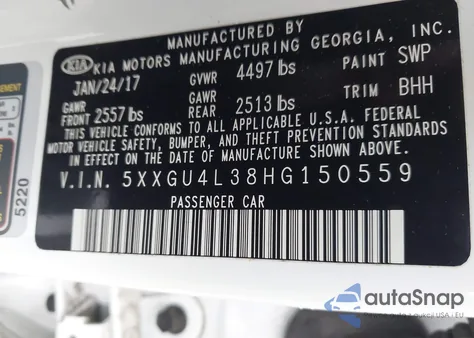 MANUFACTURED BY
KIA KIA MOTORS MANUFACTURING GEORGIA, INC.
JAN/24/17 GVWR 4497 lbs PAINT SWP
GAWR FRONT 2557 lbs GAWR REAR 2513 lbs TRIM BHH
THIS VEHICLE CONFORMS TO ALL APPLICABLE U.S.A. FEDERAL
MOTOR VEHICLE SAFETY, BUMPER, AND THEFT PREVENTION STANDARDS
IN EFFECT ON THE DATE OF MANUFACTURE SHOWN ABOVE.
V.I.N. 5XXGU4L38HG150559
PASSENGER CAR
5220
autoSnap